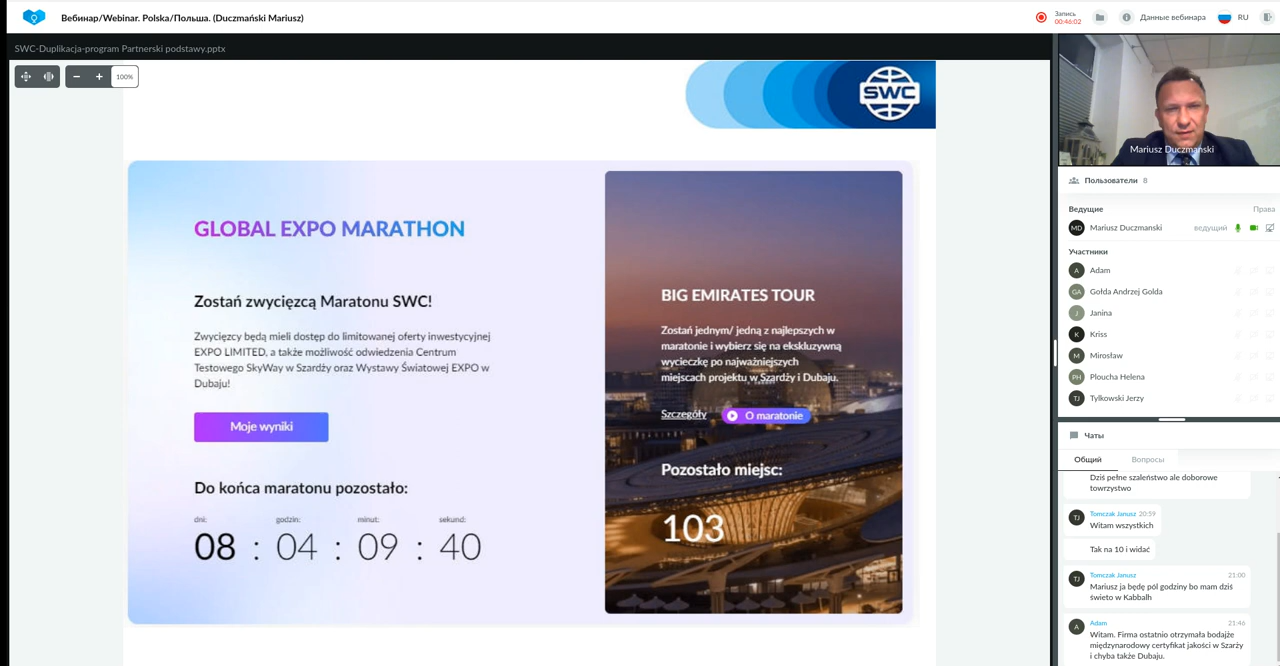 Вебинар/Webinar. Polska/Польша. (Duczmański Mariusz)
Запись
00:46:02
Данные вебинара
RU
SWC-Duplikacja-program Partnerski podstawy.pptx
100%
SWC
GLOBAL EXPO MARATHON
Zostań zwycięzcą Maratonu SWC!
Zwycięzcy będą mieli dostęp do limitowanej oferty inwestycyjnej
EXPO LIMITED, a także możliwość odwiedzenia Centrum
Testowego SkyWay w Szardży oraz Wystawy Światowej EXPO w
Dubaju!
Moje wyniki
Do końca maratonu pozostało:
dni: godzin: minut: sekund:
08 : 04 : 09 : 40
BIG EMIRATES TOUR
Zostań jednym/ jedną z najlepszych w
maratonie i wybierz się na ekskluzywną
wycieczkę po najważniejszych
miejscach projektu w Szardży i Dubaju.
Szczegóły
O maratonie
Pozostało miejsc:
103
Mariusz Duczmanski
Пользователи 8
Ведущие Права
MD Mariusz Duczmanski ведущий
Участники
A Adam
GA Gołda Andrzej Golda
J Janina
K Kriss
M Mirosław
PH Ploucha Helena
TJ Tylkowski Jerzy
Чаты
Общий Вопросы
Dziś pełne szaleństwo ale doborowe
towrzystwo
TJ Tomczak Janusz 20:59
Witam wszystkich
Tak na 10 i widać
TJ Tomczak Janusz 21:00
Mariusz ja będę pól godziny bo mam dziś
świeto w Kabbalh
A Adam 21:46
Witam. Firma ostatnio otrzymała bodajże
międzynarodowy certyfikat jakości w Szarży
i chyba także Dubaju.